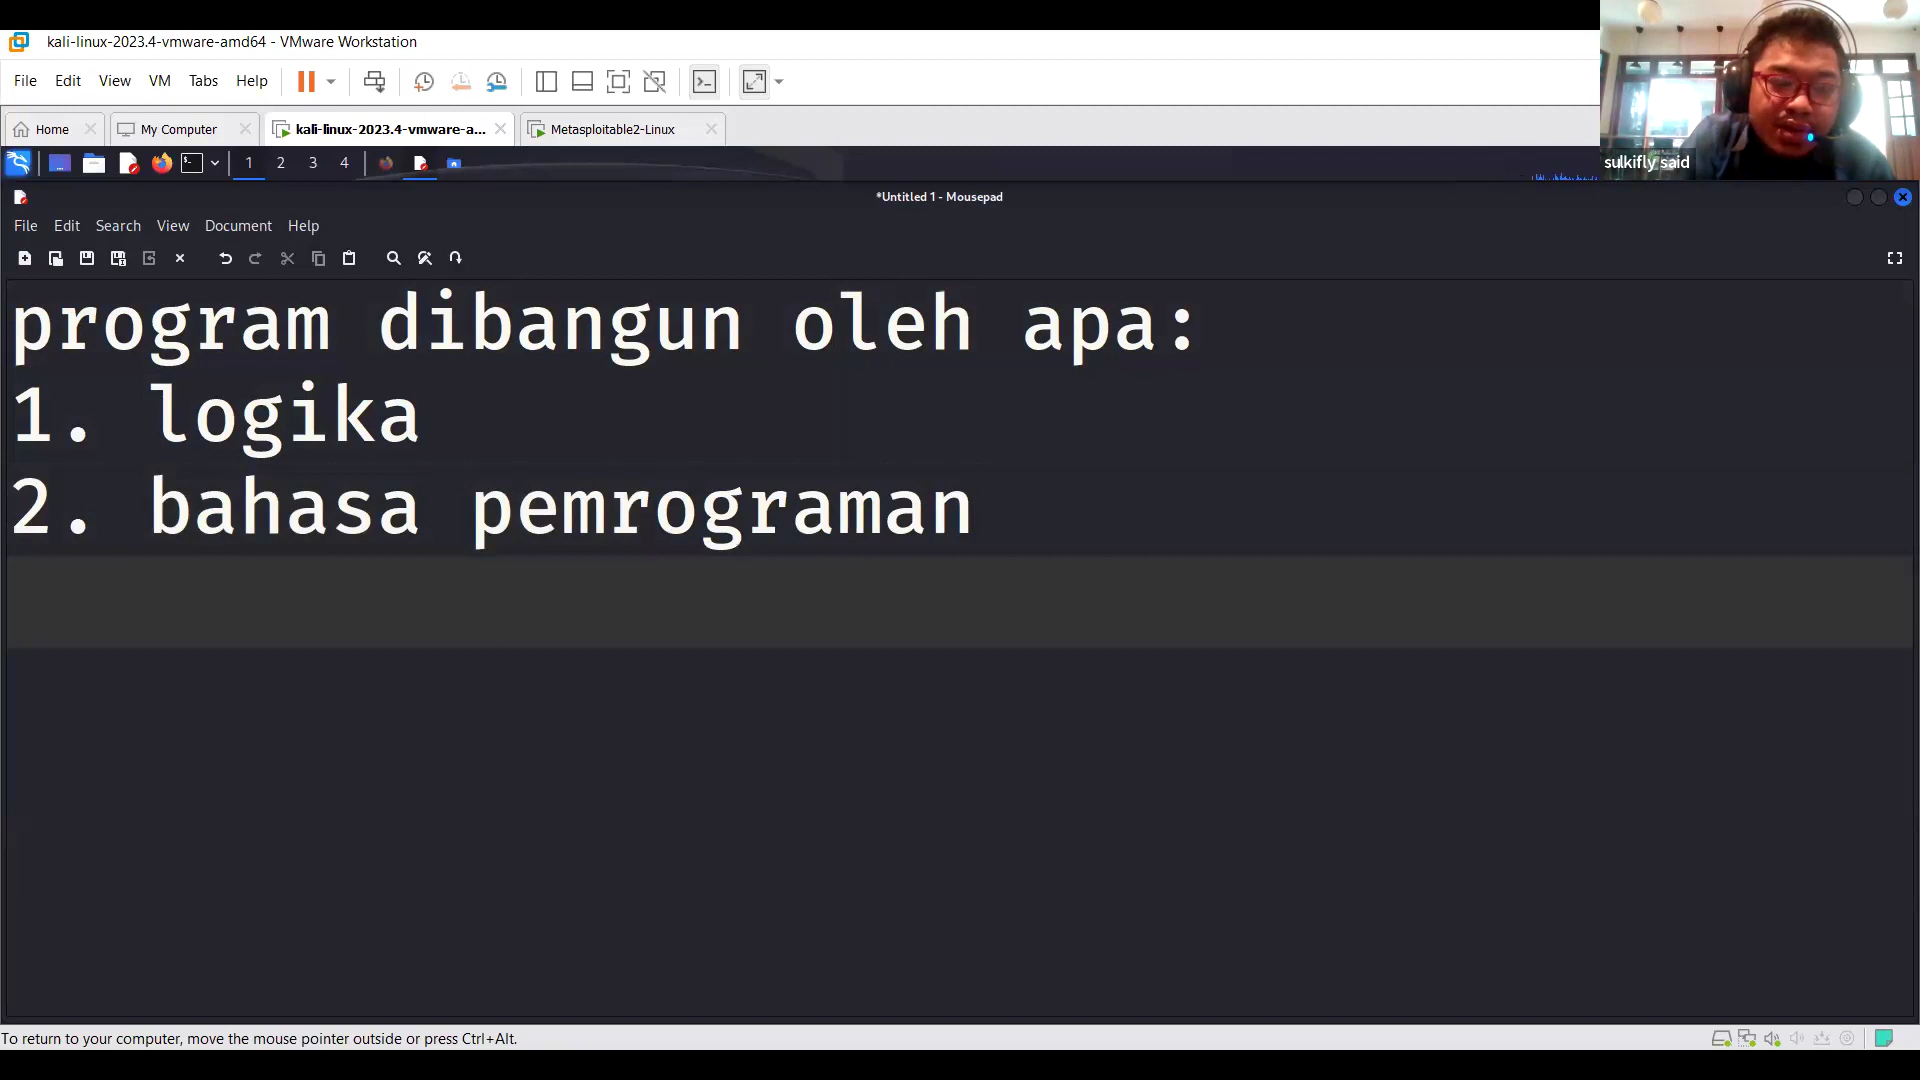 kali-linux-2023.4-vmware-amd64 - VMware Workstation
File Edit View VM Tabs Help
Home My Computer kali-linux-2023.4-vmware-a... Metasploitable2-Linux
1 2 3 4
sulkifly said
*Untitled 1 - Mousepad
File Edit Search View Document Help
program dibangun oleh apa:
1. logika
2. bahasa pemrograman
To return to your computer, move the mouse pointer outside or press Ctrl+Alt.